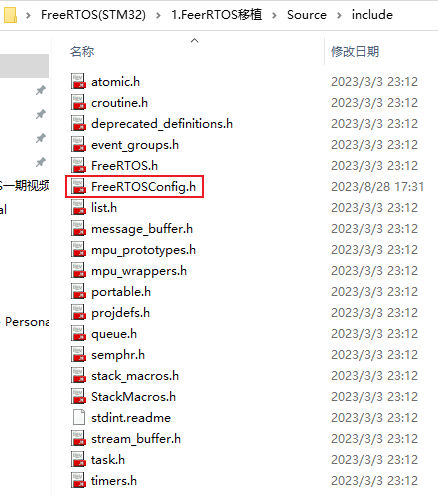 FreeRTOS(STM32) › 1.FeerRTOS移植 › Source › include
名称 修改日期
atomic.h 2023/3/3 23:12
croutine.h 2023/3/3 23:12
deprecated_definitions.h 2023/3/3 23:12
event_groups.h 2023/3/3 23:12
FreeRTOS.h 2023/3/3 23:12
S一期视频 FreeRTOSConfig.h 2023/8/28 17:31
al list.h 2023/3/3 23:12
message_buffer.h 2023/3/3 23:12
mpu_prototypes.h 2023/3/3 23:12
mpu_wrappers.h 2023/3/3 23:12
portable.h 2023/3/3 23:12
Persona projdefs.h 2023/3/3 23:12
queue.h 2023/3/3 23:12
semphr.h 2023/3/3 23:12
stack_macros.h 2023/3/3 23:12
StackMacros.h 2023/3/3 23:12
stdint.readme 2023/3/3 23:12
stream_buffer.h 2023/3/3 23:12
task.h 2023/3/3 23:12
timers.h 2023/3/3 23:12